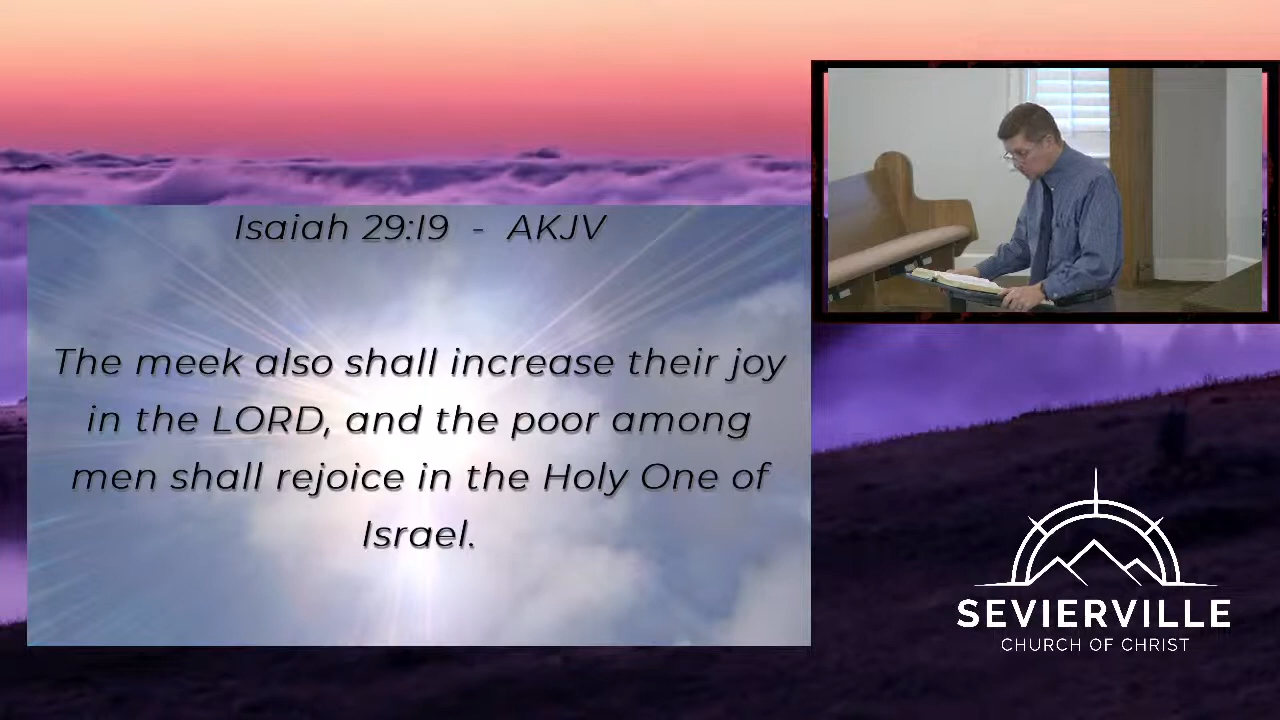 Isaiah 29:19 - AKJV
The meek also shall increase their joy
in the LORD, and the poor among
men shall rejoice in the Holy One of
Israel.
SEVIERVILLE
CHURCH OF CHRIST